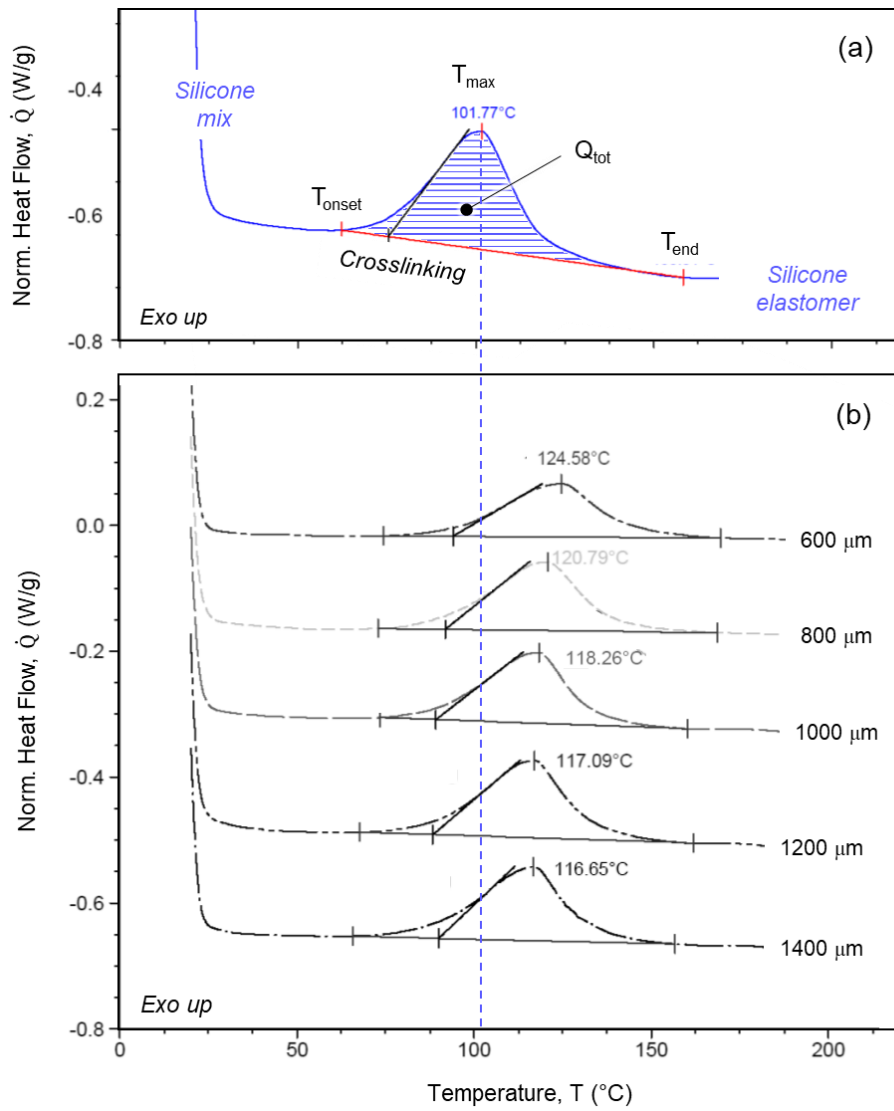 (a)
Norm. Heat Flow, Q̇ (W/g)
-0.4
-0.6
-0.8
Silicone
mix
Tmax
101.77°C
Qtot
Tonset
Tend
Crosslinking
Silicone
elastomer
Exo up
(b)
Norm. Heat Flow, Q̇ (W/g)
0.2
0.0
-0.2
-0.4
-0.6
-0.8
124.58°C
600 μm
120.79°C
800 μm
118.26°C
1000 μm
117.09°C
1200 μm
116.65°C
1400 μm
Exo up
0
50
100
150
200
Temperature, T (°C)